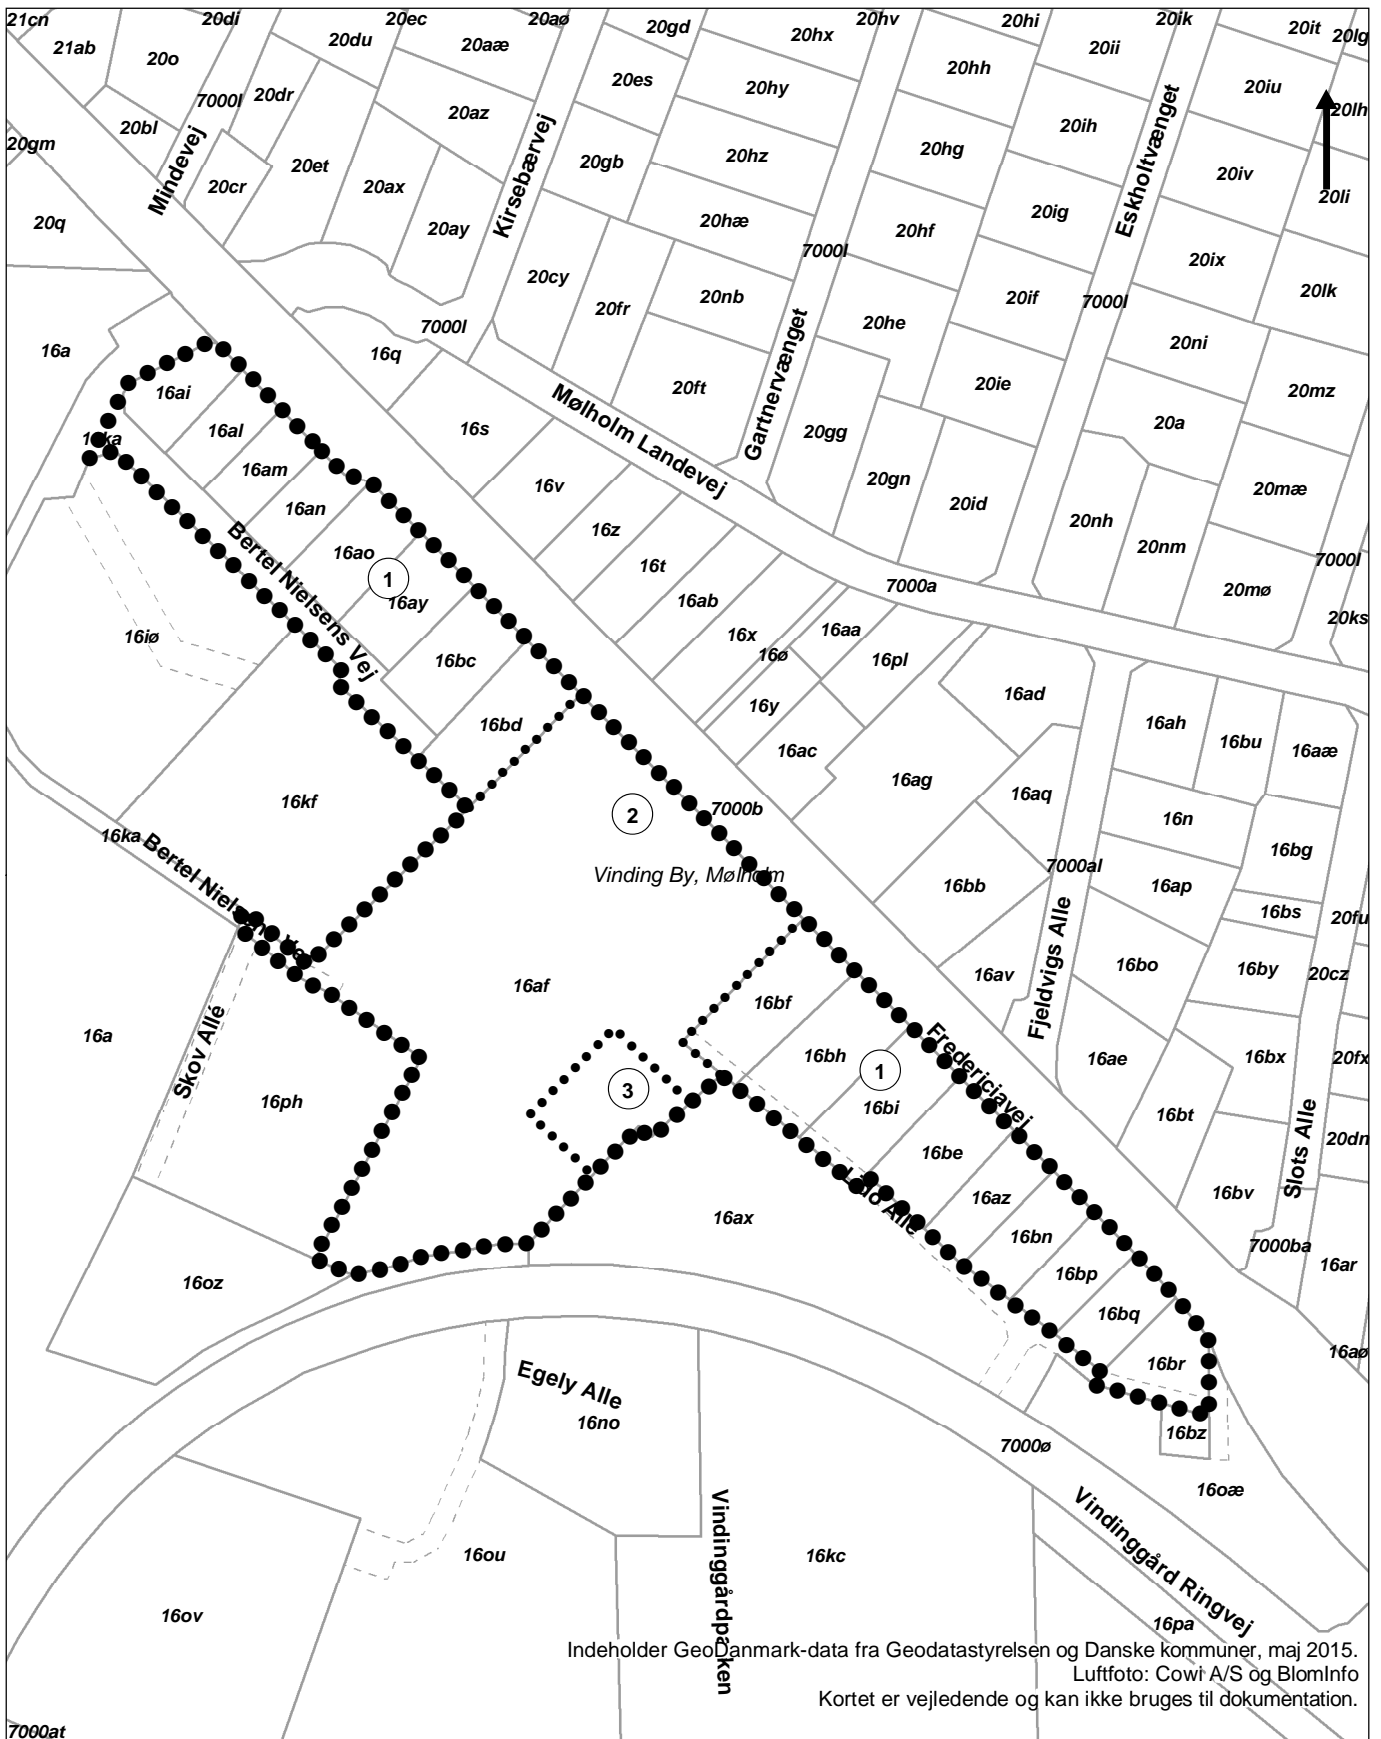 21cn
20di
20ec
20aø
20hv
20hi
20ik
20it
20lg
21ab
20o
20du
20aæ
20gd
20hx
20ii
7000l
20dr
20es
20hy
20hh
20iu
20lh
20bl
20az
20ih
20gm
Mindevej
20cr
20et
20ax
Kirsebærvej
20gb
20hz
20hg
Eskholtvænget
20iv
20li
20q
20ay
20hæ
20hf
20ig
7000l
20cy
20fr
20nb
20if
7000l
20ix
20lk
16a
7000l
16q
Gartnervænget
20he
20ni
16ai
20ft
20ie
20mz
Mølholm Landevej
16al
16s
20gg
20a
16ka
16am
16v
20gn
20id
20mæ
16an
Bertel Nielsens Vej
16z
20nh
20nm
16ao
1
16t
7000a
7000l
16ay
16ab
20mø
20ks
16iø
16x
16aa
16ø
16pl
16bc
16ad
16bd
16y
16ah
16bu
16aæ
16ac
16ag
16aq
16kf
2
7000b
16n
16ka
Bertel Nielsens Vej
Vinding By, Mølholm
16bb
7000al
16ap
16bg
16bs
20fu
Fjeldvigs Alle
16av
16bo
16by
20cz
16af
16bf
16a
Skov Allé
Fredericiavej
16bh
16ae
16bx
20fx
16ph
3
1
16bi
16bt
16be
Slots Alle
20dn
16az
16bv
Lido Alle
16ax
16bn
7000ba
16ar
16oz
16bp
16bq
16br
16aø
Egely Alle
16no
16bz
7000ø
16oæ
Vindinggårdparken
Vindinggård Ringvej
16ou
16kc
16ov
16pa
Indeholder GeoDanmark-data fra Geodatastyrelsen og Danske kommuner, maj 2015.
Luftfoto: Cowi A/S og BlomInfo
Kortet er vejledende og kan ikke bruges til dokumentation.
7000at